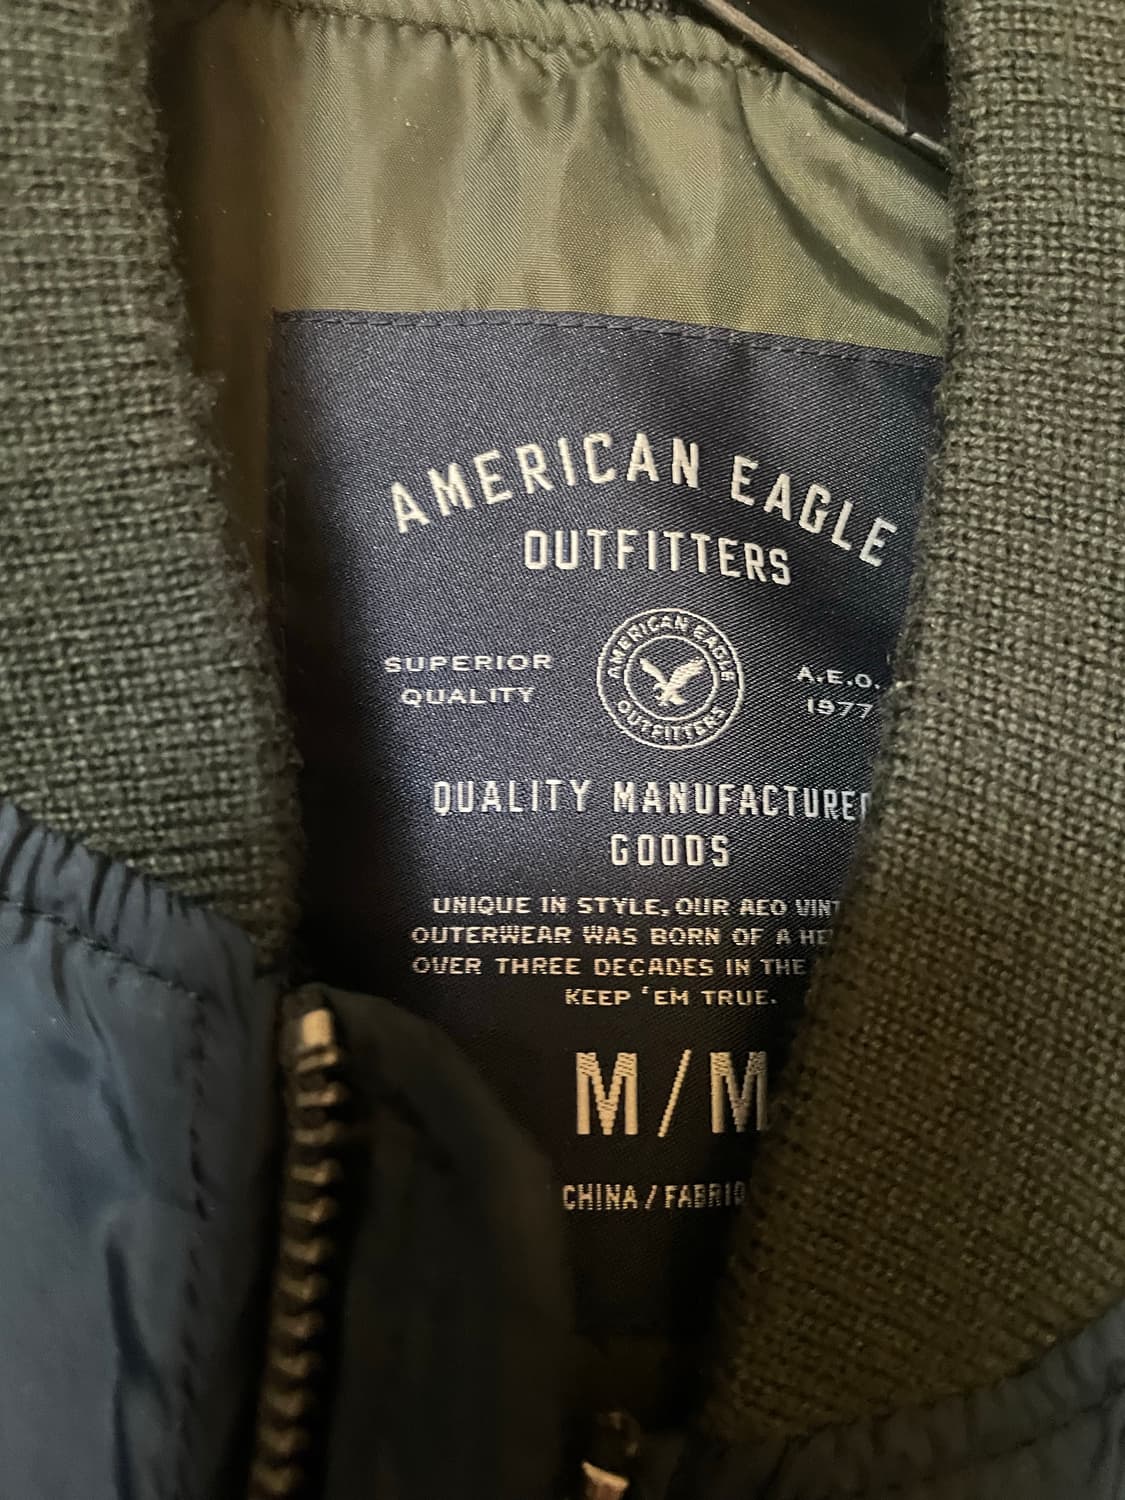 AMERICAN EAGLE
OUTFITTERS
AMERICAN EAGLE
OUTFITTERS
SUPERIOR
QUALITY
A.E.O.
1977
QUALITY MANUFACTURED
GOODS
UNIQUE IN STYLE, OUR AEO
OUTERWEAR WAS BORN OF A
OVER THREE DECADES IN THE
KEEP 'EM TRUE.
M / M
CHINA /